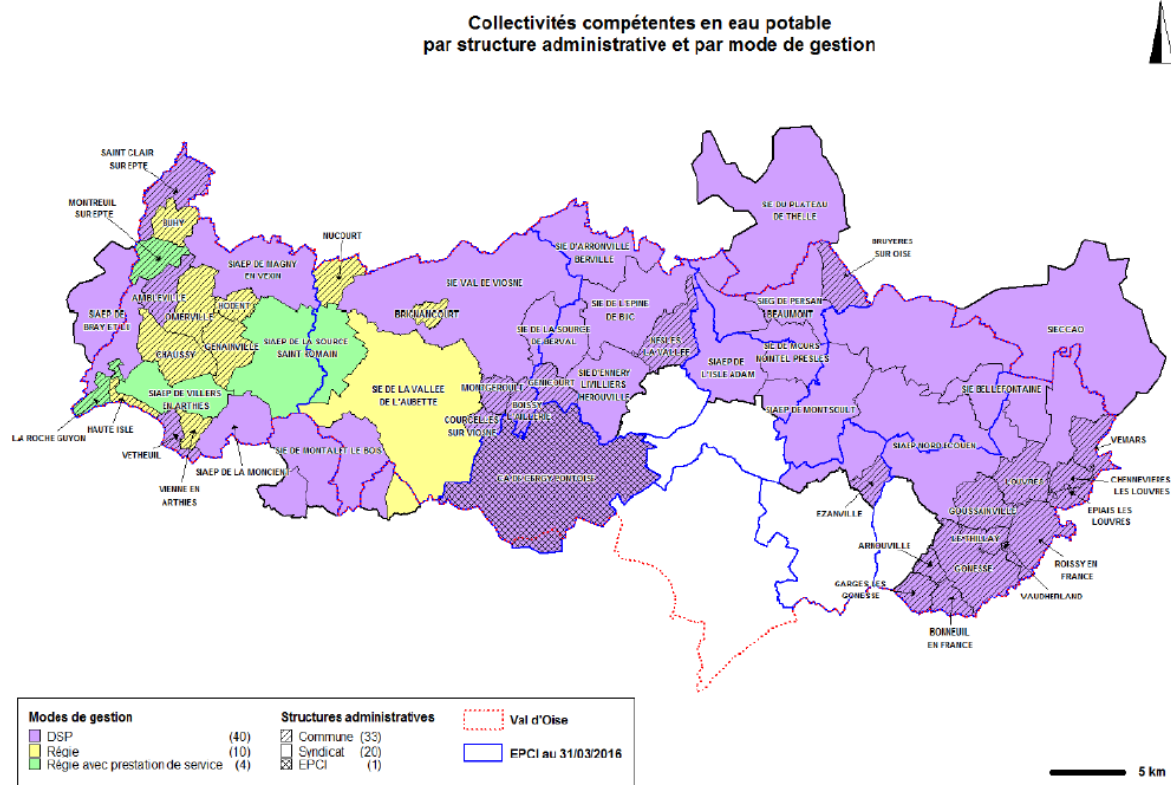 Collectivités compétentes en eau potable
par structure administrative et par mode de gestion
SAINT CLAIR
SUR EPTE
MONTREUIL
SUR EPTE
BUHY
NUCOURT
SIE DU PLATEAU
DE THELLE
BRUYERES
SUR OISE
SIE D'ARRONVILLE
BERVILLE
SIAEP DE MAGNY
EN VEXIN
SIE VAL DE VIOSNE
AMBLEVILLE
OMERVILLE
HODENT
BRIGNANCOURT
SIE DE L'EPINE
DE BIC
SIEG DE PERSAN
BEAUMONT
SIECCAO
SIAEP DE
BRAY ET LE
GENAINVILLE
CHAUSSY
SIAEP DE LA SOURCE
SAINT ROMAIN
SIE DE LA SOURCE
DE BERVAL
NESLES
LA VALLEE
SIE DE MOURS
NOINTEL PRESLES
SIAEP DE
L'ISLE ADAM
SIE D'ENNERY
LIVILLIERS
HEROUVILLE
SIE DE LA VALLEE
DE L'AUBETTE
MONTGEROULT
GENICOURT
BOISSY
L'AILLERIE
SIE BELLEFONTAINE
SIAEP DE VILLERS
EN ARTHIES
COURCELLES
SUR VIOSNE
SIAEP DE MONTSOULT
LA ROCHE GUYON
HAUTE ISLE
VETHEUIL
VIENNE EN
ARTHIES
SIAEP DE LA MONCIENT
SIE DE MONTALET LE BOIS
SIAEP NORD ECOUEN
VEMARS
CA DE CERGY PONTOISE
LOUVRES
CHENNEVIERES
LES LOUVRES
EZANVILLE
GOUSSAINVILLE
EPIAIS LES
LOUVRES
ARNOUVILLE
LE THILLAY
GONESSE
ROISSY EN
FRANCE
GARGES LES
GONESSE
VAUDHERLAND
BONNEUIL
EN FRANCE
Modes de gestion
DSP (40)
Régie (10)
Régie avec prestation de service (4)
Structures administratives
Commune (33)
Syndicat (20)
EPCI (1)
Val d'Oise
EPCI au 31/03/2016
5 km